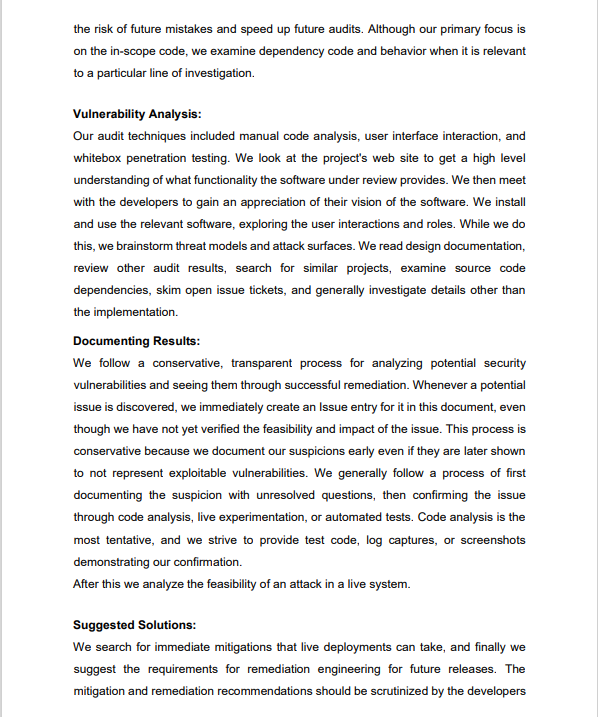 the risk of future mistakes and speed up future audits. Although our primary focus is
on the in-scope code, we examine dependency code and behavior when it is relevant
to a particular line of investigation.
Vulnerability Analysis:
Our audit techniques included manual code analysis, user interface interaction, and
whitebox penetration testing. We look at the project's web site to get a high level
understanding of what functionality the software under review provides. We then meet
with the developers to gain an appreciation of their vision of the software. We install
and use the relevant software, exploring the user interactions and roles. While we do
this, we brainstorm threat models and attack surfaces. We read design documentation,
review other audit results, search for similar projects, examine source code
dependencies, skim open issue tickets, and generally investigate details other than
the implementation.
Documenting Results:
We follow a conservative, transparent process for analyzing potential security
vulnerabilities and seeing them through successful remediation. Whenever a potential
issue is discovered, we immediately create an Issue entry for it in this document, even
though we have not yet verified the feasibility and impact of the issue. This process is
conservative because we document our suspicions early even if they are later shown
to not represent exploitable vulnerabilities. We generally follow a process of first
documenting the suspicion with unresolved questions, then confirming the issue
through code analysis, live experimentation, or automated tests. Code analysis is the
most tentative, and we strive to provide test code, log captures, or screenshots
demonstrating our confirmation.
After this we analyze the feasibility of an attack in a live system.
Suggested Solutions:
We search for immediate mitigations that live deployments can take, and finally we
suggest the requirements for remediation engineering for future releases. The
mitigation and remediation recommendations should be scrutinized by the developers